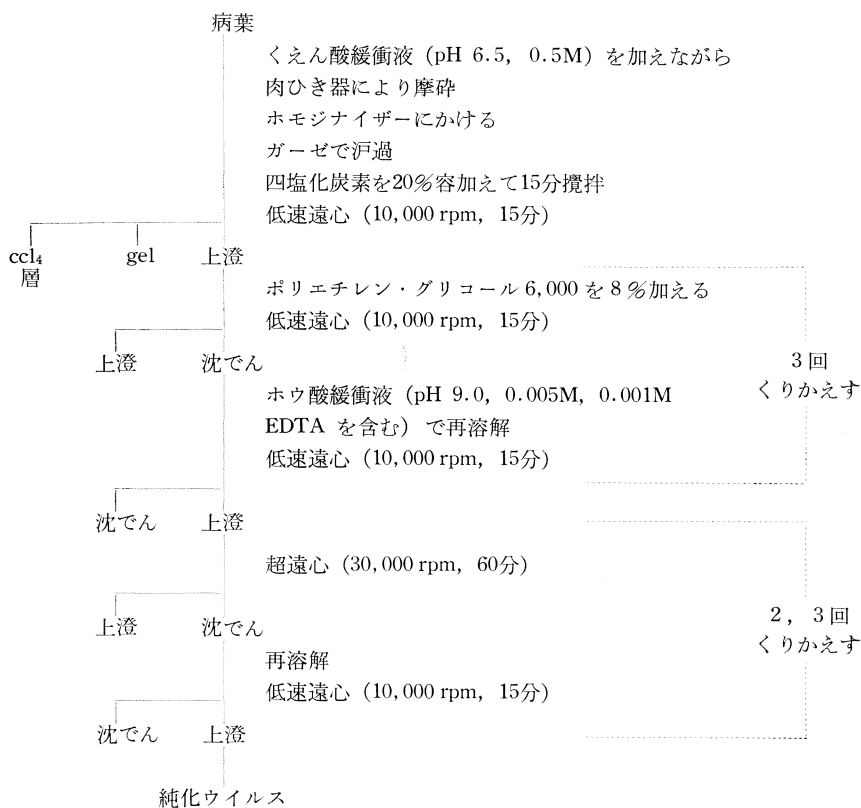 病葉
くえん酸緩衝液 (pH 6.5, 0.5M) を加えながら
肉ひき器により摩砕
ホモジナイザーにかける
ガーゼで沪過
四塩化炭素を20%容加えて15分攪拌
低速遠心 (10,000 rpm, 15分)
ccl₄ gel 上澄
層
ポリエチレン・グリコール 6,000 を 8 %加える
低速遠心 (10,000 rpm, 15分)
上澄 沈でん
3回
くりかえす
ホウ酸緩衝液 (pH 9.0, 0.005M, 0.001M
EDTA を含む) で再溶解
低速遠心 (10,000 rpm, 15分)
沈でん 上澄
超遠心 (30,000 rpm, 60分)
上澄 沈でん
2, 3回
くりかえす
再溶解
低速遠心 (10,000 rpm, 15分)
沈でん 上澄
純化ウイルス